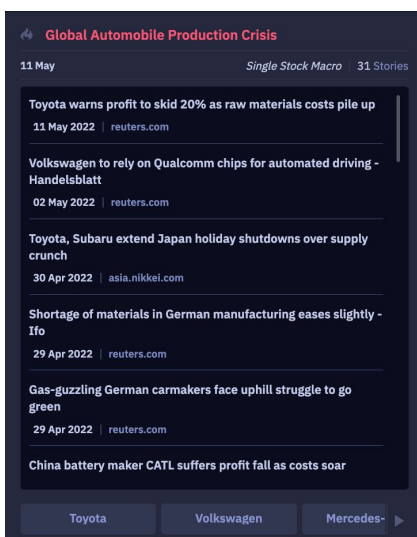 Global Automobile Production Crisis
11 May Single Stock Macro | 31 Stories
Toyota warns profit to skid 20% as raw materials costs pile up
11 May 2022 | reuters.com
Volkswagen to rely on Qualcomm chips for automated driving -
Handelsblatt
02 May 2022 | reuters.com
Toyota, Subaru extend Japan holiday shutdowns over supply
crunch
30 Apr 2022 | asia.nikkei.com
Shortage of materials in German manufacturing eases slightly -
Ifo
29 Apr 2022 | reuters.com
Gas-guzzling German carmakers face uphill struggle to go
green
29 Apr 2022 | reuters.com
China battery maker CATL suffers profit fall as costs soar
Toyota Volkswagen Mercedes-